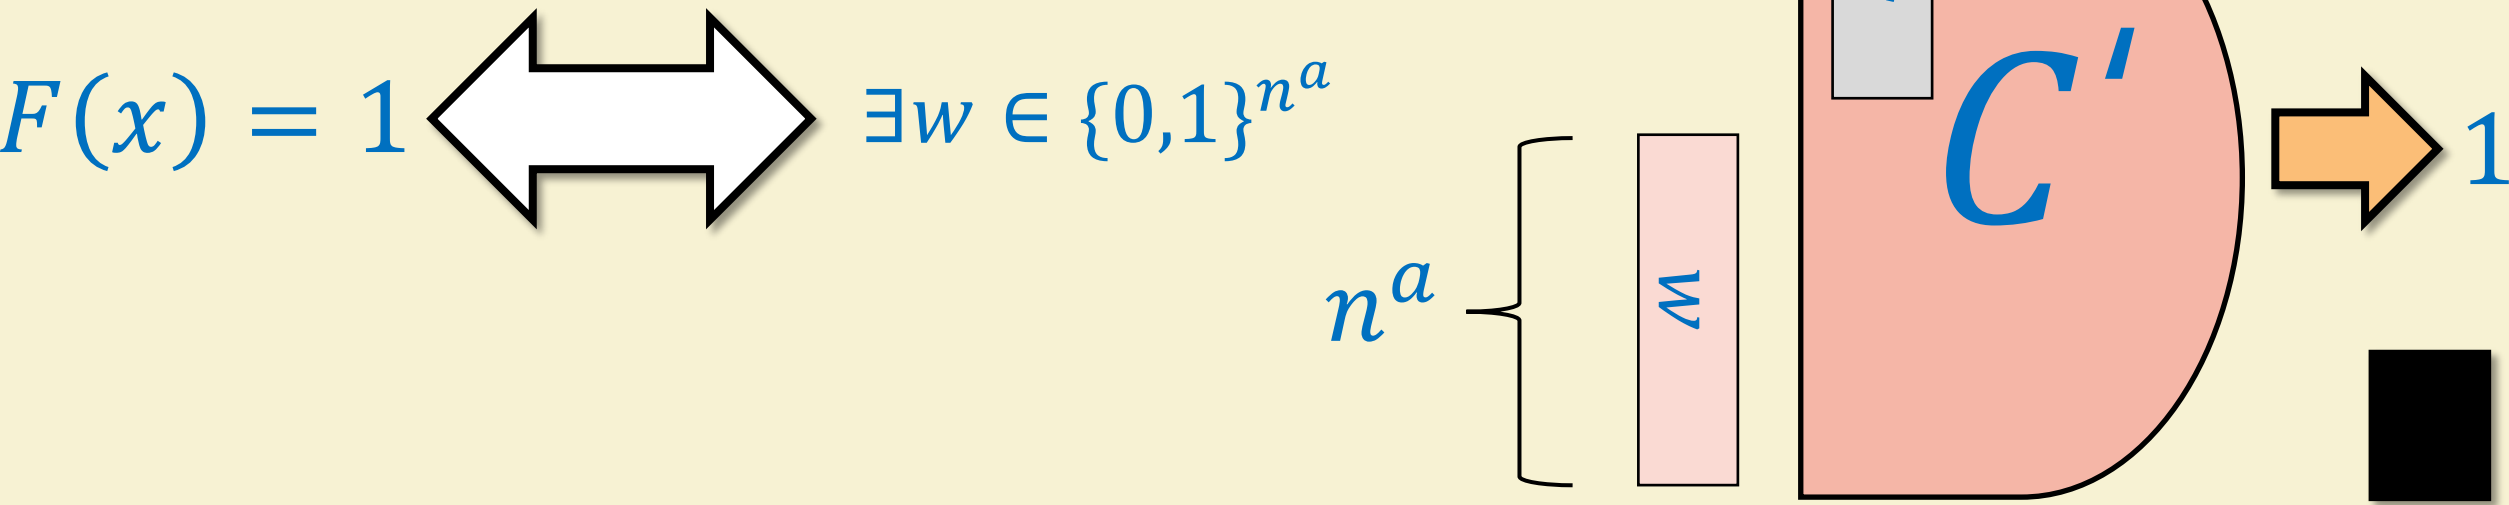 F(x) = 1
∃w ∈ {0,1}^{n^a}
C′
1
n^a
w